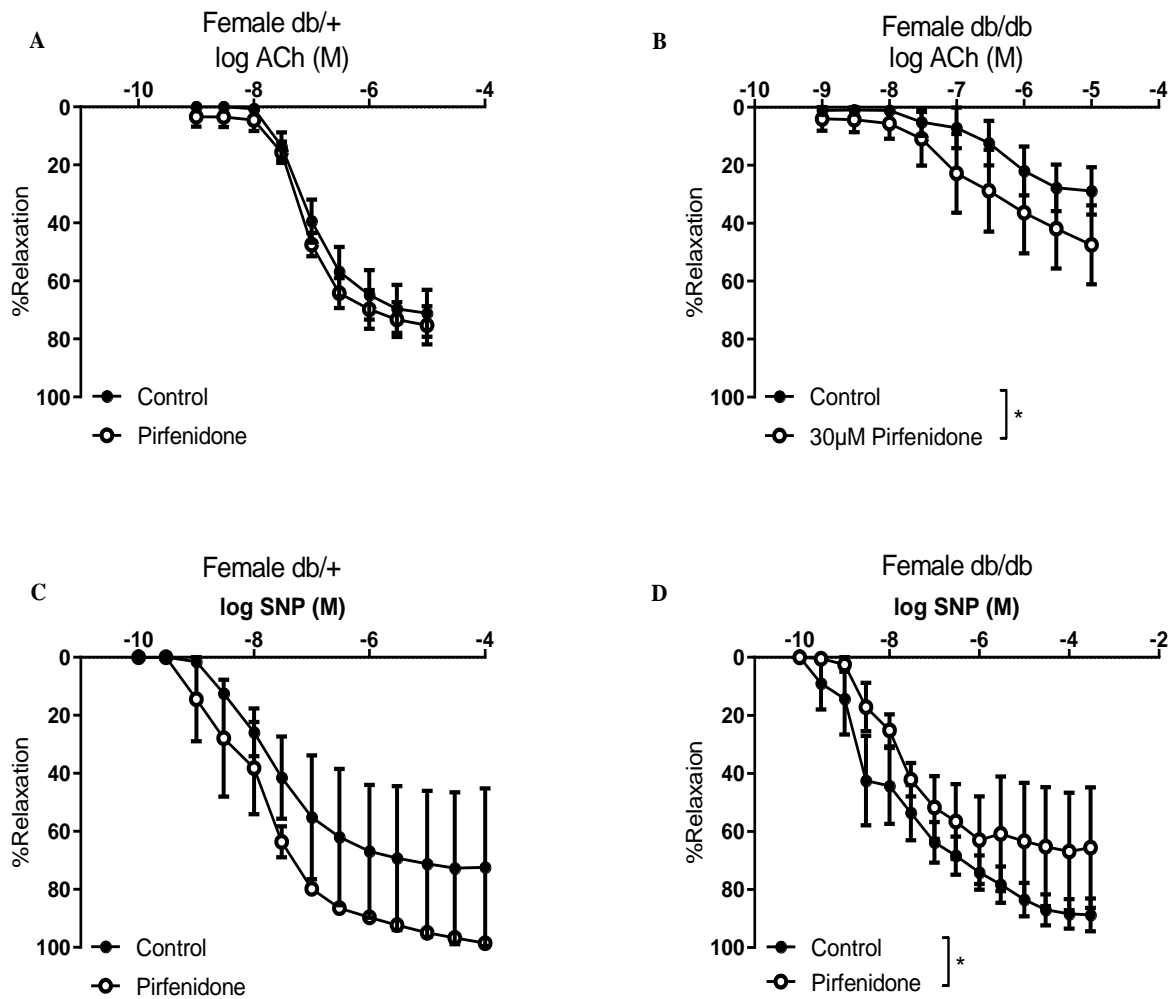 A
Female db/+
log ACh (M)
-10 -8 -6 -4
0
20
40
60
80
100
%Relaxation
Control
Pirfenidone
B
Female db/db
log ACh (M)
-10 -9 -8 -7 -6 -5 -4
0
20
40
60
80
100
%Relaxation
Control
30µM Pirfenidone
*
C
Female db/+
log SNP (M)
-10 -8 -6 -4
0
20
40
60
80
100
%Relaxation
Control
Pirfenidone
D
Female db/db
log SNP (M)
-10 -8 -6 -4 -2
0
20
40
60
80
100
%Relaxaion
Control
Pirfenidone
*